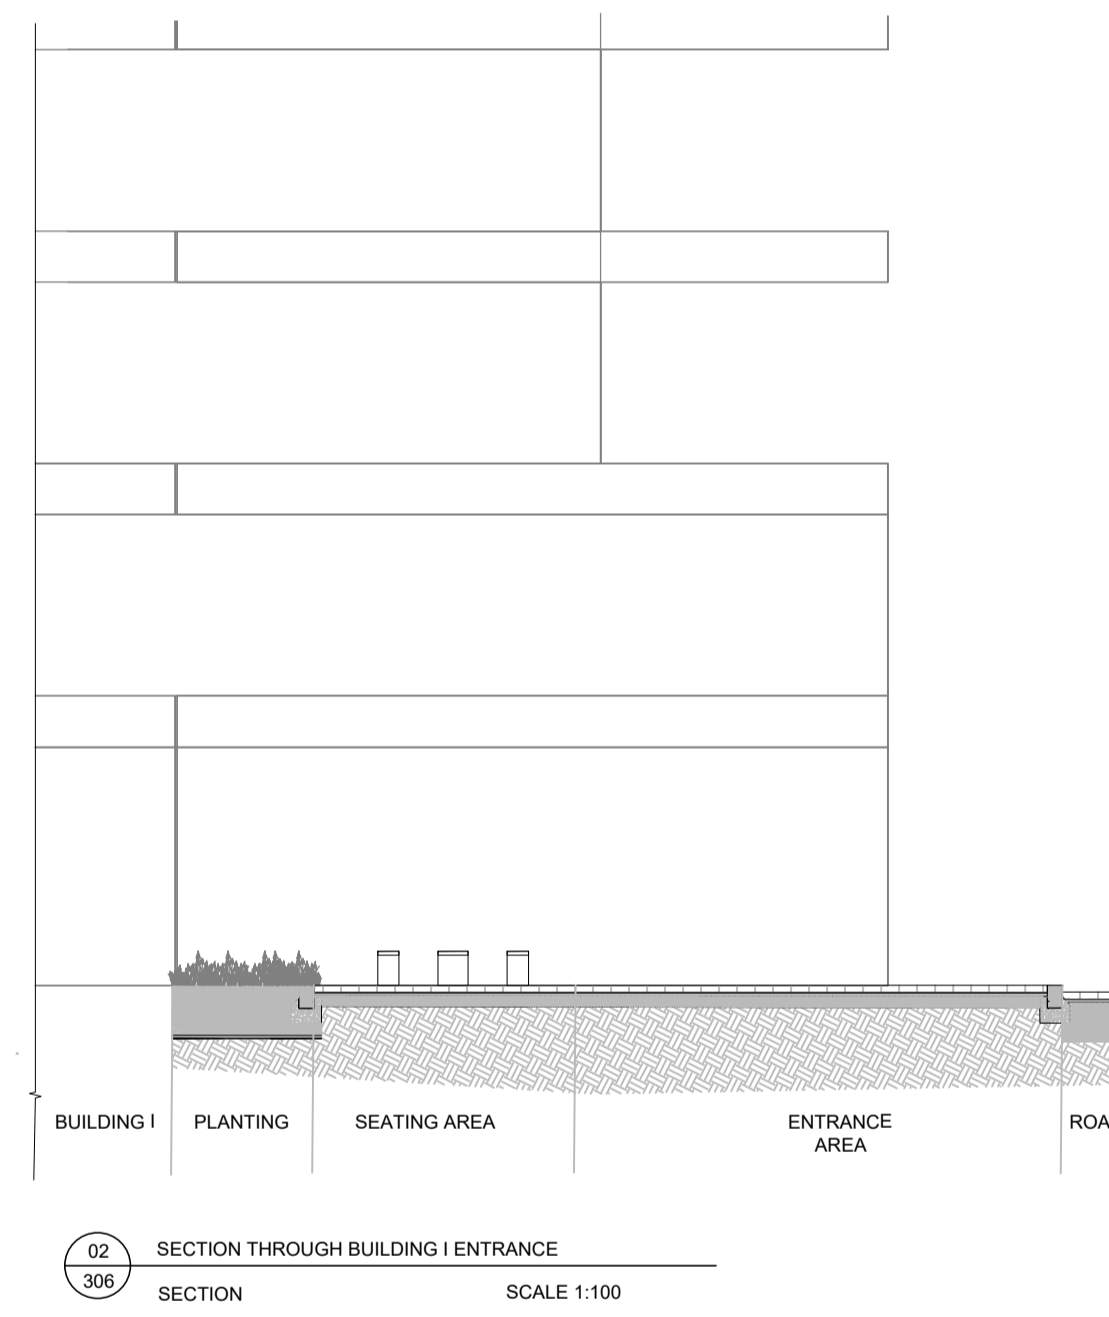 BUILDING I
PLANTING
SEATING AREA
ENTRANCE
AREA
ROA
02
306
SECTION THROUGH BUILDING I ENTRANCE
SECTION
SCALE 1:100